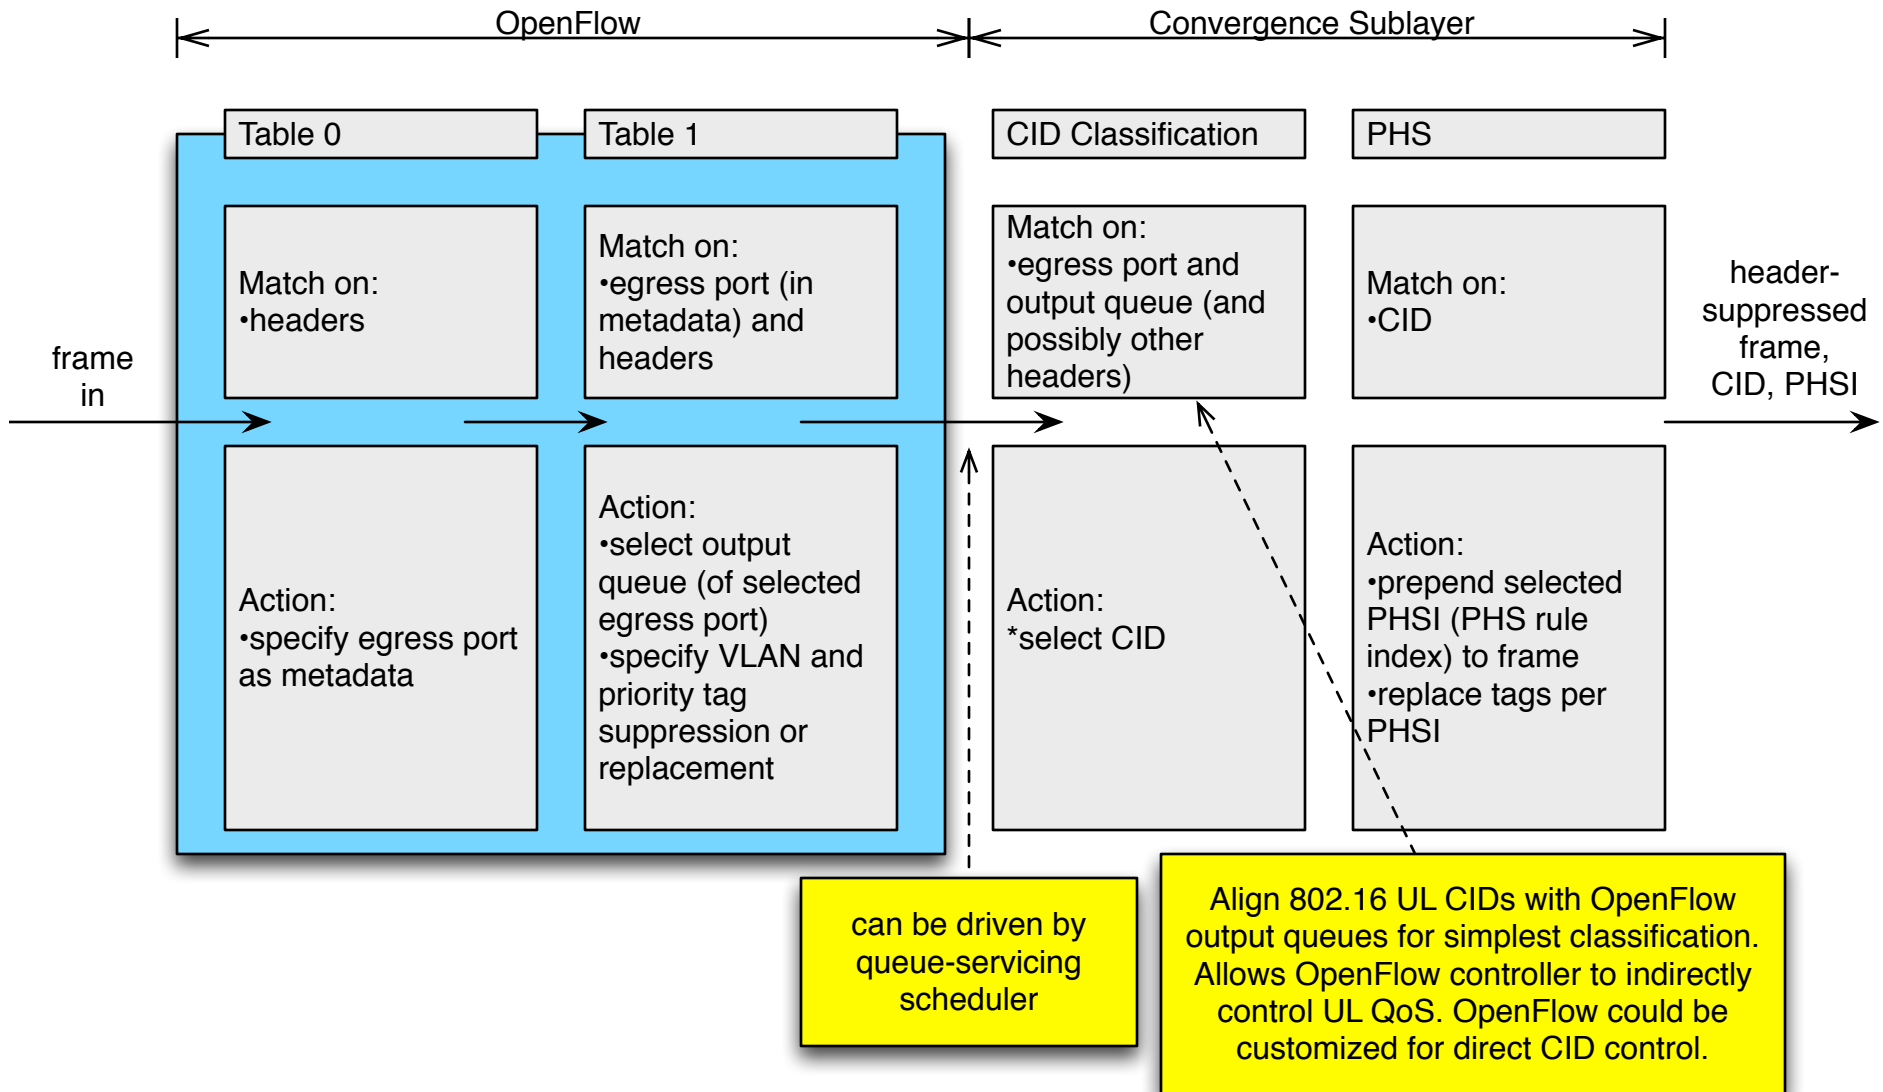 OpenFlow
Convergence Sublayer
Table 0
Table 1
CID Classification
PHS
frame
in
Match on:
•headers
Match on:
•egress port (in
metadata) and
headers
Match on:
•egress port and
output queue (and
possibly other
headers)
Match on:
•CID
header-
suppressed
frame,
CID, PHSI
Action:
•specify egress port
as metadata
Action:
•select output
queue (of selected
egress port)
•specify VLAN and
priority tag
suppression or
replacement
Action:
*select CID
Action:
•prepend selected
PHSI (PHS rule
index) to frame
•replace tags per
PHSI
can be driven by
queue-servicing
scheduler
Align 802.16 UL CIDs with OpenFlow
output queues for simplest classification.
Allows OpenFlow controller to indirectly
control UL QoS. OpenFlow could be
customized for direct CID control.